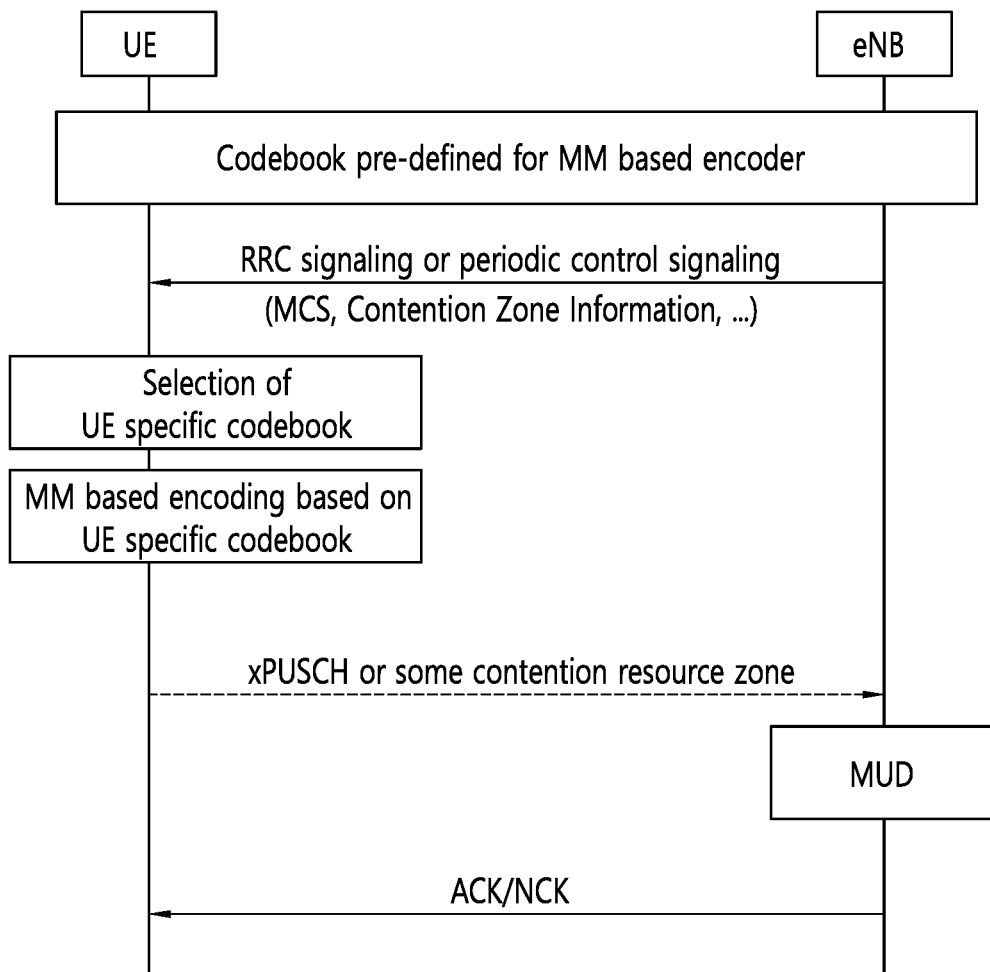 UE
eNB
Codebook pre-defined for MM based encoder
RRC signaling or periodic control signaling
(MCS, Contention Zone Information, ...)
Selection of
UE specific codebook
MM based encoding based on
UE specific codebook
xPUSCH or some contention resource zone
MUD
ACK/NCK